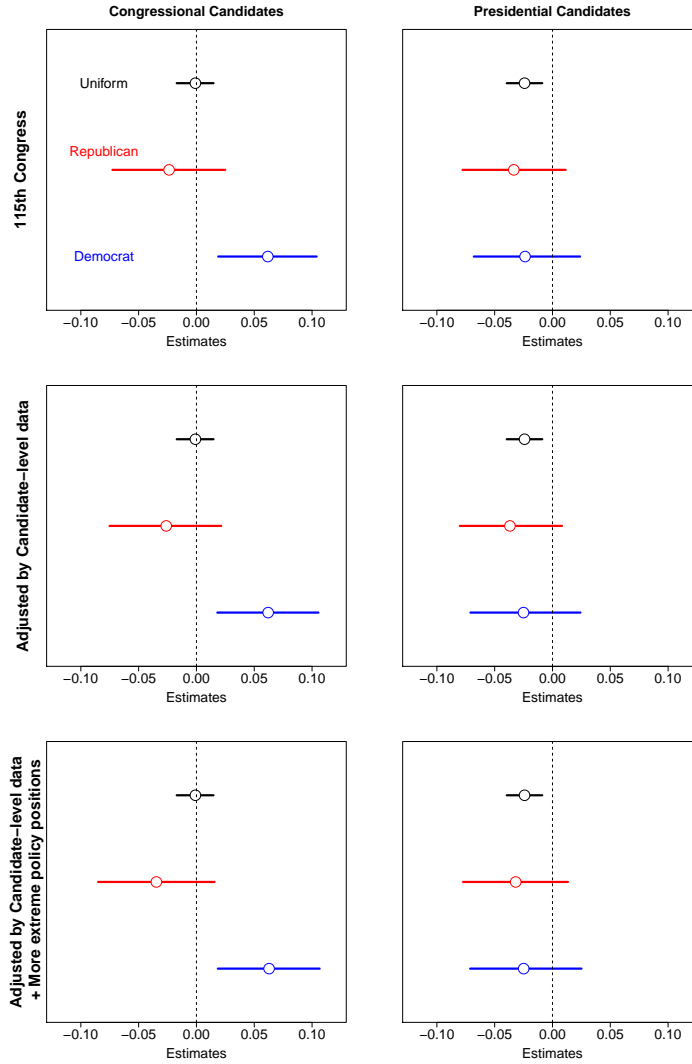 Congressional Candidates
Presidential Candidates
115th Congress
Uniform
Republican
Democrat
−0.10 −0.05 0.00 0.05 0.10
Estimates
−0.10 −0.05 0.00 0.05 0.10
Estimates
Adjusted by Candidate−level data
−0.10 −0.05 0.00 0.05 0.10
Estimates
−0.10 −0.05 0.00 0.05 0.10
Estimates
Adjusted by Candidate−level data
+ More extreme policy positions
−0.10 −0.05 0.00 0.05 0.10
Estimates
−0.10 −0.05 0.00 0.05 0.10
Estimates